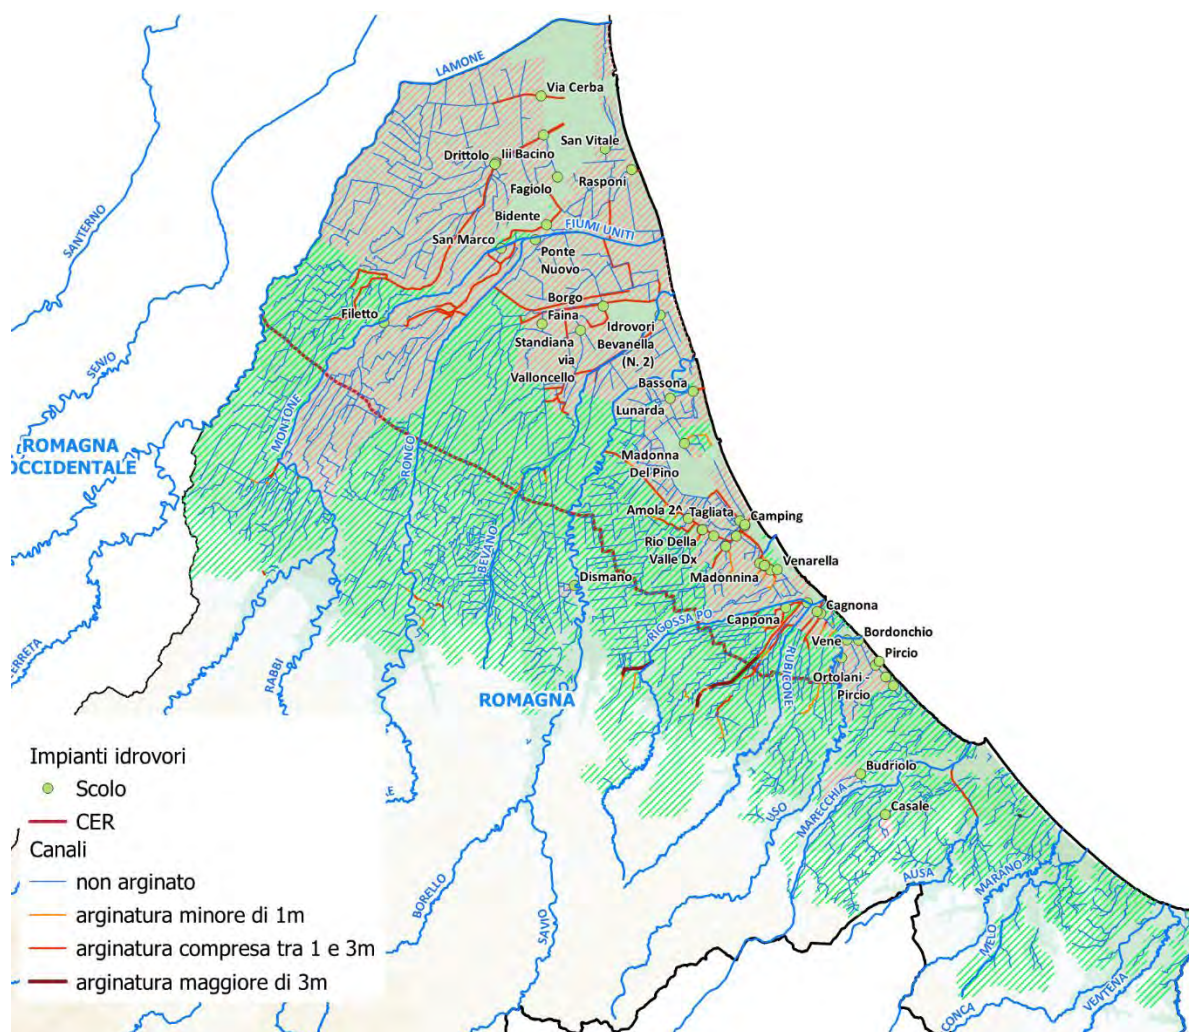 LAMONE
Via Cerba
San Vitale
Drittolo
Iii Bacino
Fagiolo
Rasponi
SANTERNO
Bidente
FIUMI UNITI
San Marco
Ponte
Nuovo
Borgo
Filetto
Faina
Idrovori
Bevanella
(N. 2)
Standiana
via
Valloncello
SENIO
Bassona
Lunarda
MONTONE
ROMAGNA
OCCIDENTALE
RONCO
Madonna
Del Pino
Amola 2^
Tagliata
Camping
BEVANO
Rio Della
Valle Dx
Venarella
Madonnina
Dismano
Cagnona
RIGOSSA PO
Cappona
Vene
Bordonchio
Pircio
RABBI
RUBICONE
Ortolani -
Pircio
ROMAGNA
ERRETA
Impianti idrovori
Scolo
CER
Canali
non arginato
arginatura minore di 1m
arginatura compresa tra 1 e 3m
arginatura maggiore di 3m
Budriolo
USO
MARECCHIA
Casale
AUSA
MARANO
BORELLO
SAVIO
MELO
CONCA
VENTENA